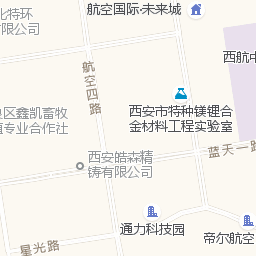 航空国际·未来城
比特环
有限公司
西航中
航空四路
西安市特种镁锂合
金材料工程实验室
区鑫凯畜牧
专业合作社
蓝天一路
西安皓森精
铸有限公司
通力科技园
帝尔航空
星光路